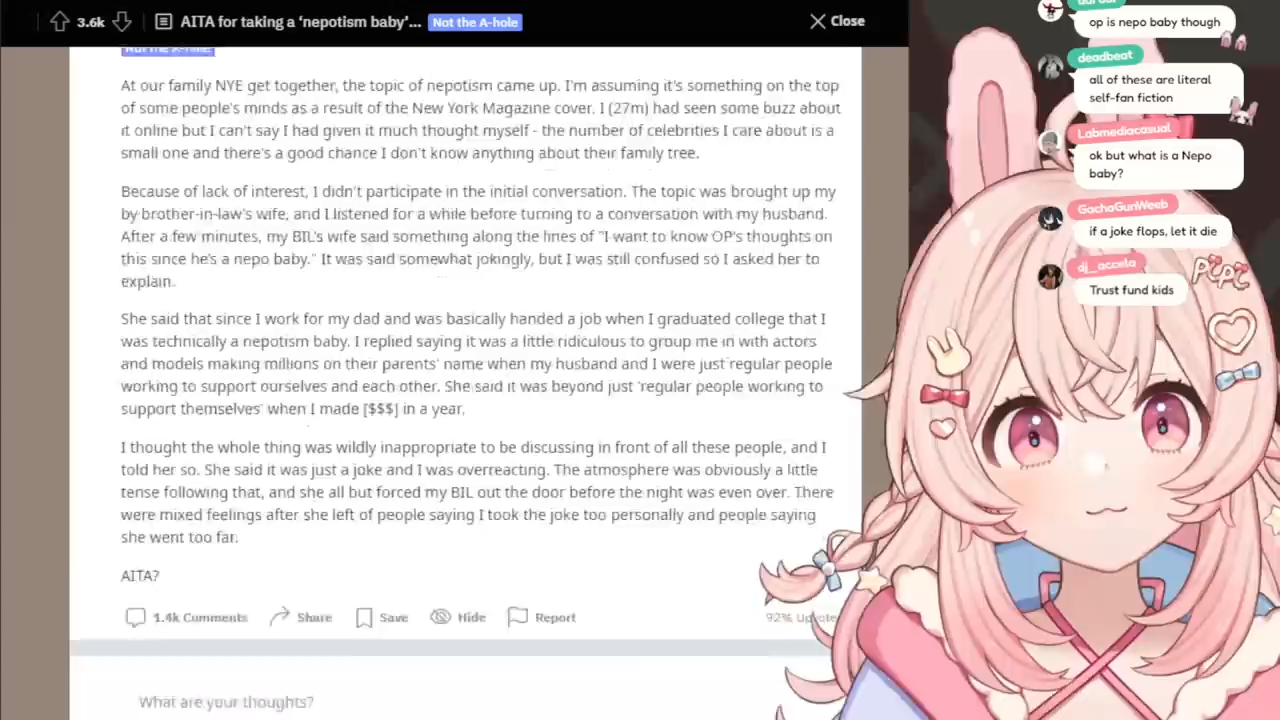 3.6k
AITA for taking a ‘nepotism baby’...
Not the A-hole
Close
Not the A-hole
At our family NYE get together, the topic of nepotism came up. I'm assuming it's something on the top
of some people's minds as a result of the New York Magazine cover. I (27m) had seen some buzz about
it online but I can't say I had given it much thought myself - the number of celebrities I care about is a
small one and there's a good chance I don't know anything about their family tree.
Because of lack of interest, I didn't participate in the initial conversation. The topic was brought up my
by brother-in-law's wife, and I listened for a while before turning to a conversation with my husband.
After a few minutes, my BIL's wife said something along the lines of "I want to know OP's thoughts on
this since he's a nepo baby." It was said somewhat jokingly, but I was still confused so I asked her to
explain.
She said that since I work for my dad and was basically handed a job when I graduated college that I
was technically a nepotism baby. I replied saying it was a little ridiculous to group me in with actors
and models making millions on their parents' name when my husband and I were just regular people
working to support ourselves and each other. She said it was beyond just 'regular people working to
support themselves' when I made [$$$] in a year.
I thought the whole thing was wildly inappropriate to be discussing in front of all these people, and I
told her so. She said it was just a joke and I was overreacting. The atmosphere was obviously a little
tense following that, and she all but forced my BIL out the door before the night was even over. There
were mixed feelings after she left of people saying I took the joke too personally and people saying
she went too far.
AITA?
1.4k Comments
Share
Save
Hide
Report
92% Upvote
What are your thoughts?
op is nepo baby though
deadbeat
all of these are literal
self-fan fiction
Labmediacasual
ok but what is a Nepo
baby?
GachaGunWeeb
if a joke flops, let it die
dj_accela
Trust fund kids
PiPi